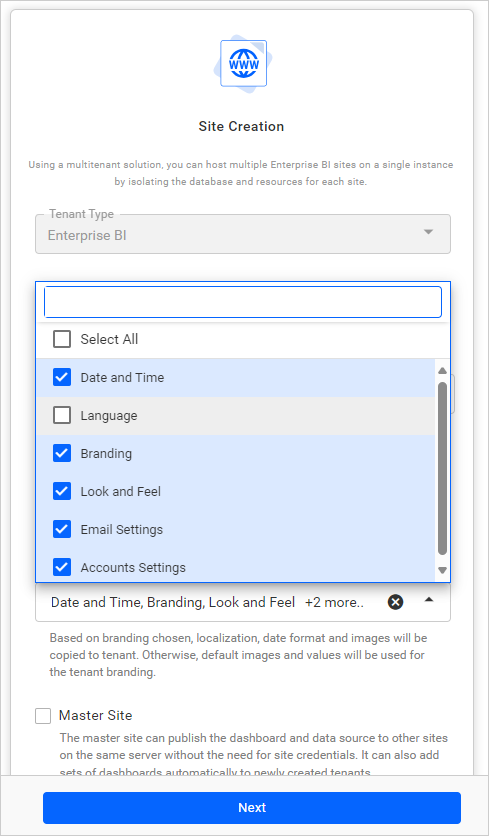 WWW
Site Creation
Using a multitenant solution, you can host multiple Enterprise BI sites on a single instance
by isolating the database and resources for each site.
Tenant Type
Enterprise BI
Select All
Date and Time
Language
Branding
Look and Feel
Email Settings
Accounts Settings
Date and Time, Branding, Look and Feel +2 more..
Based on branding chosen, localization, date format and images will be
copied to tenant. Otherwise, default images and values will be used for
the tenant branding.
Master Site
The master site can publish the dashboard and data source to other sites
on the same server without the need for site credentials. It can also add
sets of dashboards automatically to newly created tenants
Next